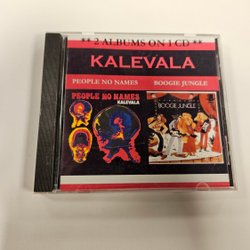 ** 2 ALBUMS ON 1 CD **
KALEVALA
PEOPLE NO NAMES BOOGIE JUNGLE
PEOPLE NO NAMES
KALEVALA
BOOGIE JUNGLE